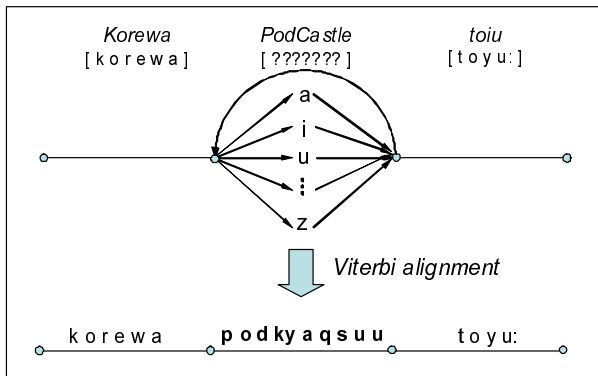 Korewa PodCastle toiu
[ k o r e w a ] [ ??????? ] [ t o y u : ]
a
i
u
⋮
z
Viterbi alignment
k o r e w a p o d k y a q s u u t o y u: